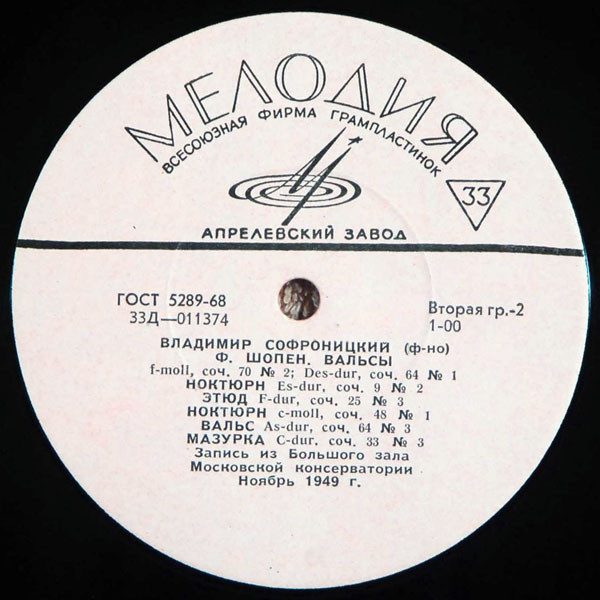 МЕЛОДИЯ
ВСЕСОЮЗНАЯ ФИРМА ГРАМПЛАСТИНОК
33
АПРЕЛЕВСКИЙ ЗАВОД
ГОСТ 5289-68
33Д—011374
Вторая гр.-2
1-00
ВЛАДИМИР СОФРОНИЦКИЙ (ф-но)
Ф. ШОПЕН. ВАЛЬСЫ
f-moll, соч. 70 № 2; Des-dur, соч. 64 № 1
НОКТЮРН Es-dur, соч. 9 № 2
ЭТЮД F-dur, соч. 25 № 3
НОКТЮРН c-moll, соч. 48 № 1
ВАЛЬС As-dur, соч. 64 № 3
МАЗУРКА C-dur. соч. 33 № 3
Запись из Большого зала
Московской консерватории
Ноябрь 1949 г.